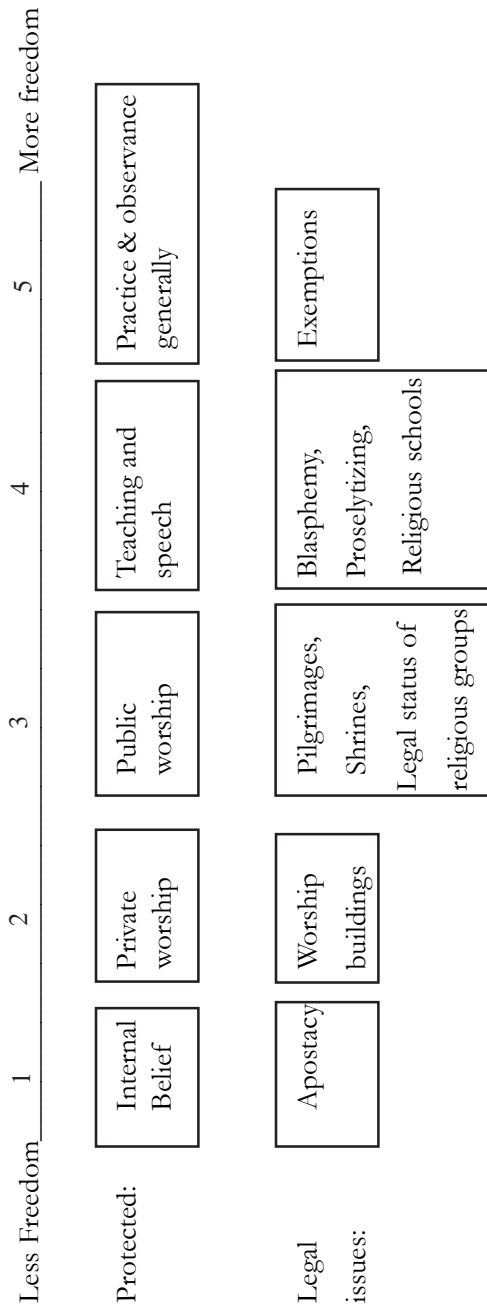 Less Freedom 1 2 3 4 5 More freedom
Protected:
Internal
Belief
Private
worship
Public
worship
Teaching and
speech
Practice & observance
generally
Legal
issues:
Apostacy
Worship
buildings
Pilgrimages,
Shrines,
Legal status of
religious groups
Blasphemy,
Proselytizing,
Religious schools
Exemptions